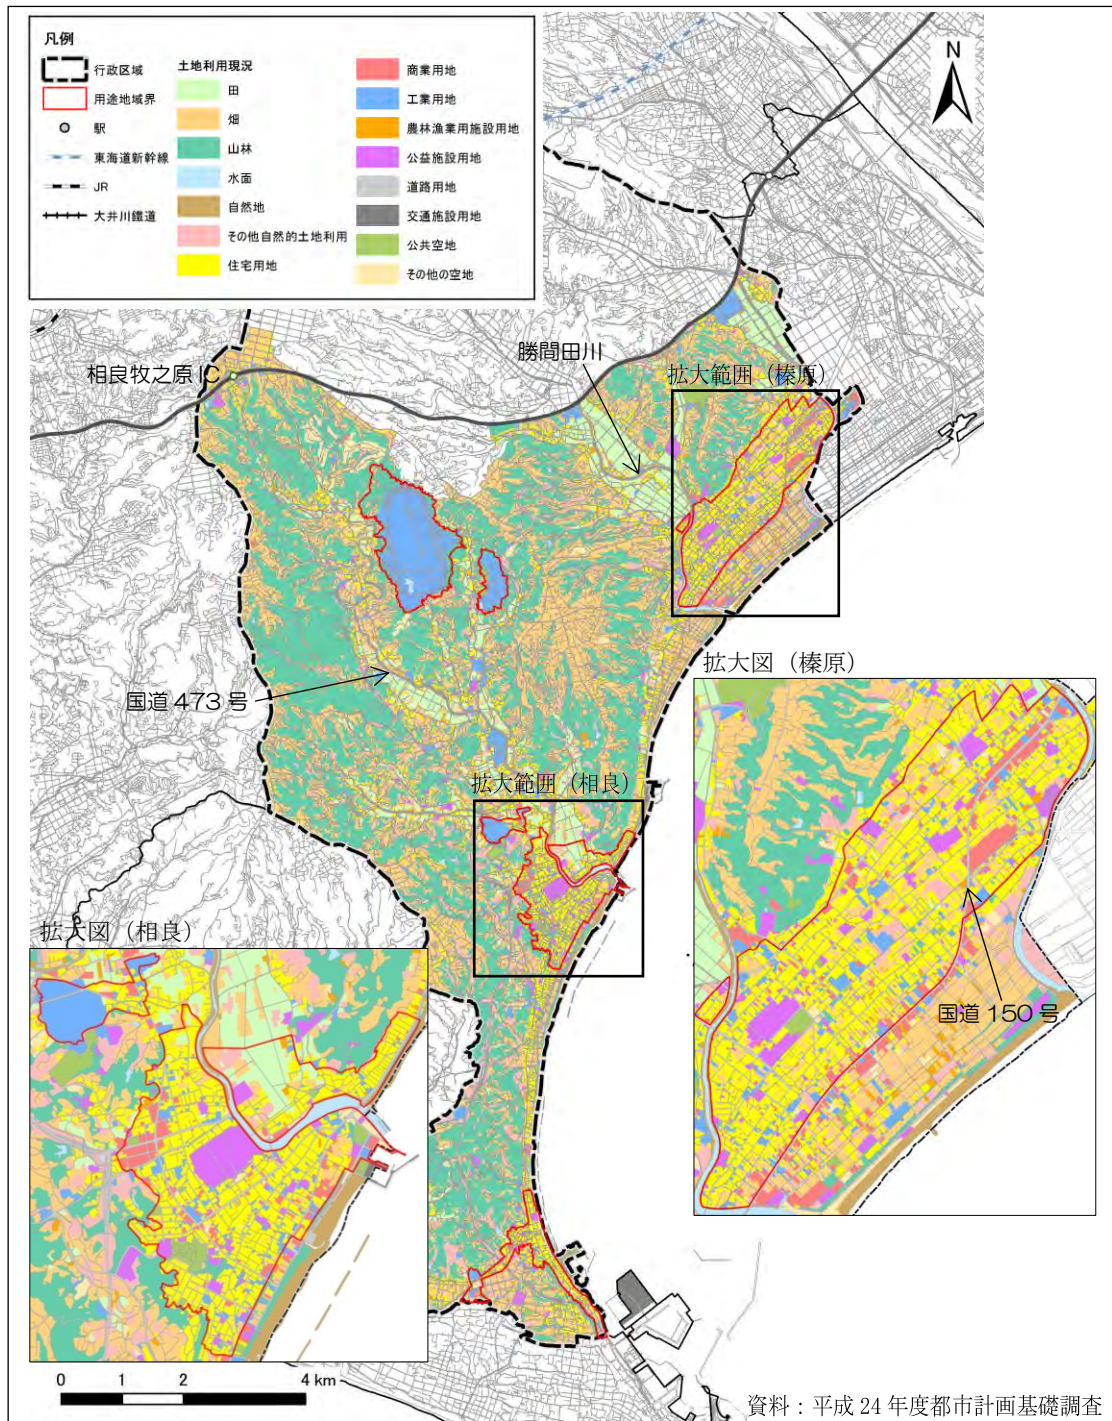 凡例
行政区域
用途地域界
駅
東海道新幹線
JR
大井川鐵道
土地利用現況
田
畑
山林
水面
自然地
その他自然的土地利用
住宅用地
商業用地
工業用地
農林漁業用施設用地
公益施設用地
道路用地
交通施設用地
公共空地
その他の空地
N
勝間田川
相良牧之原IC
拡大範囲（榛原）
国道473号
拡大図（榛原）
拡大範囲（相良）
拡大図（相良）
国道150号
0 1 2 4 km
資料：平成24年度都市計画基礎調査